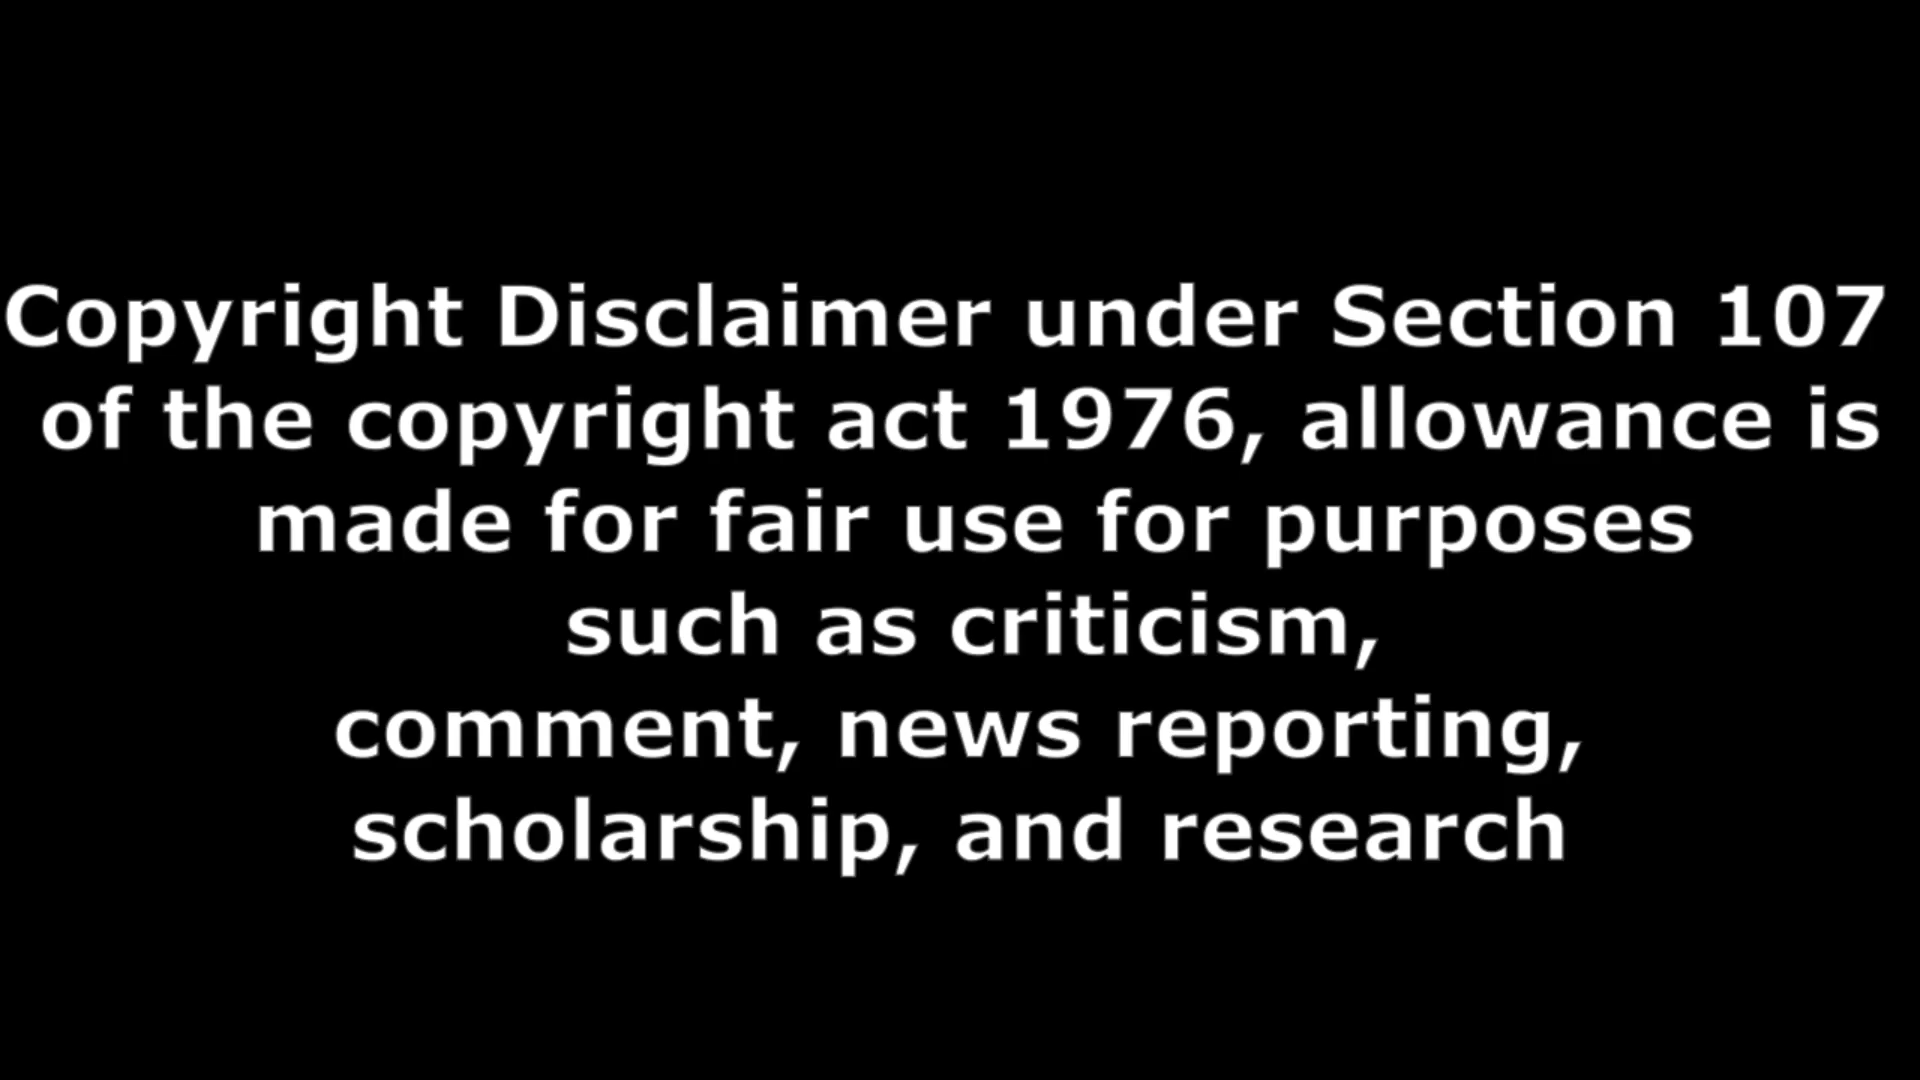 Copyright Disclaimer under Section 107
of the copyright act 1976, allowance is
made for fair use for purposes
such as criticism,
comment, news reporting,
scholarship, and research